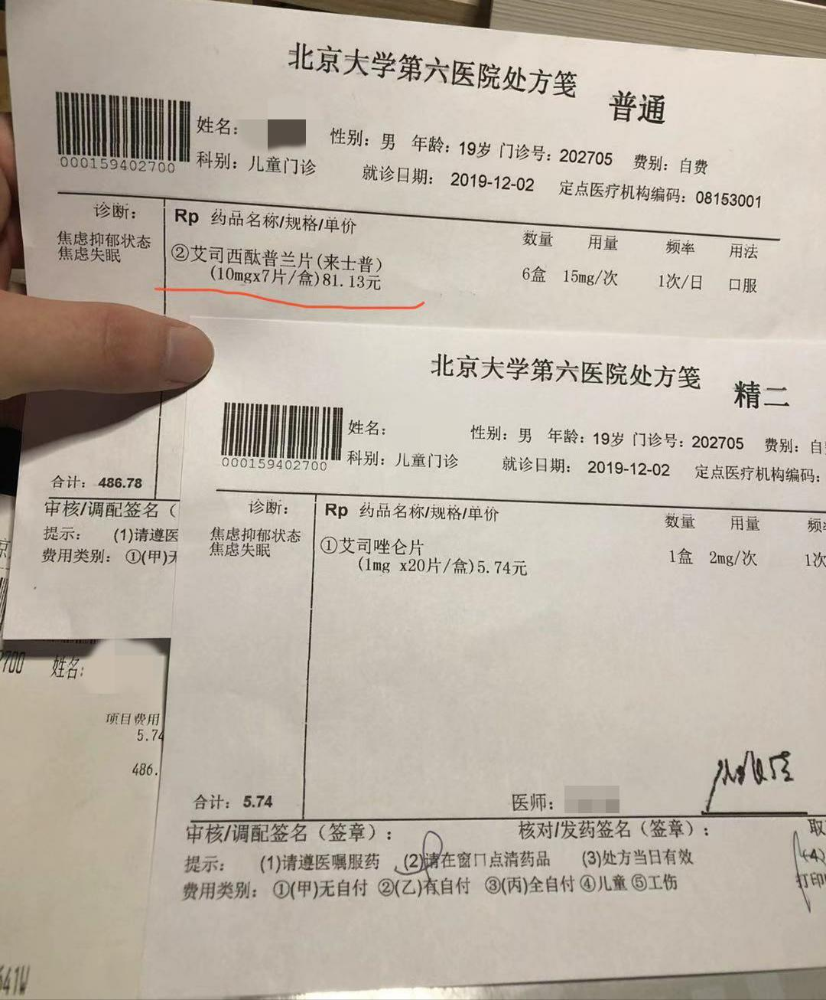 北京大学第六医院处方笺 普通
000159402700
姓名:
性别: 男 年龄: 19岁 门诊号: 202705 费别: 自费
科别: 儿童门诊 就诊日期: 2019-12-02 定点医疗机构编码: 08153001
诊断: Rp 药品名称/规格/单价 数量 用量 频率 用法
焦虑抑郁状态
焦虑失眠
②艾司西酞普兰片(来士普)
(10mgx7片/盒)81.13元 6盒 15mg/次 1次/日 口服
合计: 486.78
审核/调配签名(
提示: (1)请遵医
费用类别: ①(甲)无
北京大学第六医院处方笺 精二
000159402700
姓名: 性别: 男 年龄: 19岁 门诊号: 202705 费别: 自
科别: 儿童门诊 就诊日期: 2019-12-02 定点医疗机构编码:
诊断: Rp 药品名称/规格/单价 数量 用量 频
焦虑抑郁状态
焦虑失眠
①艾司唑仑片
(1mg x20片/盒)5.74元 1盒 2mg/次 1次
合计: 5.74 医师:
审核/调配签名(签章): 核对/发药签名(签章): 取
提示: (1)请遵医嘱服药 (2)请在窗口点清药品 (3)处方当日有效 (4)
费用类别: ①(甲)无自付 ②(乙)有自付 ③(丙)全自付 ④儿童 ⑤工伤 打印
京
2700 姓名:
项目费用
5.74
486.
641W